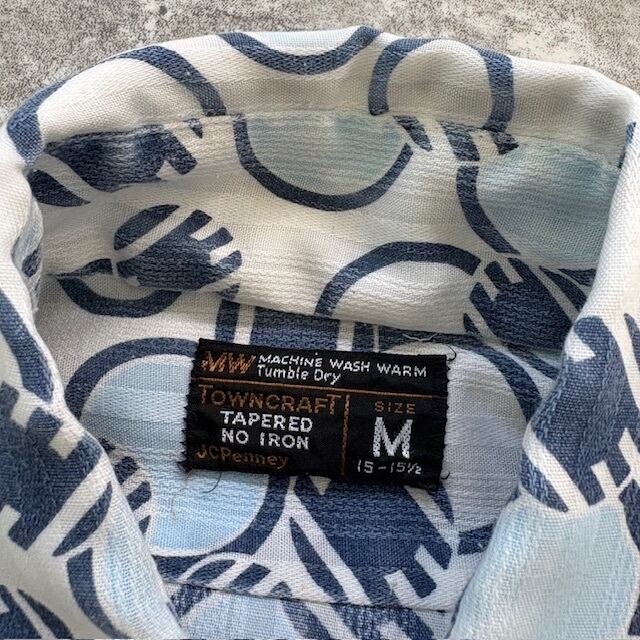 MW MACHINE WASH WARM
Tumble Dry
TOWNCRAFT
TAPERED
NO IRON
JCPenney
SIZE
M
15-15½